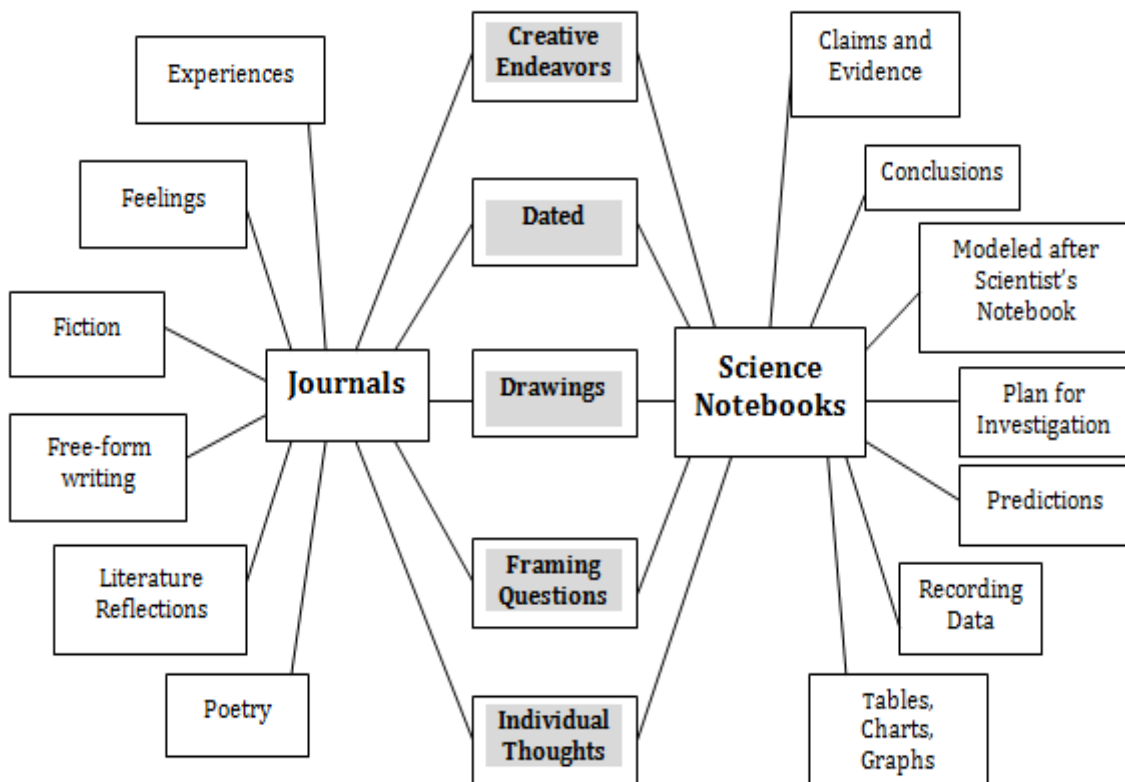 Experiences
Feelings
Fiction
Free-form
writing
Literature
Reflections
Poetry
Journals
Creative
Endeavors
Dated
Drawings
Framing
Questions
Individual
Thoughts
Science
Notebooks
Claims and
Evidence
Conclusions
Modeled after
Scientist's
Notebook
Plan for
Investigation
Predictions
Recording
Data
Tables,
Charts,
Graphs